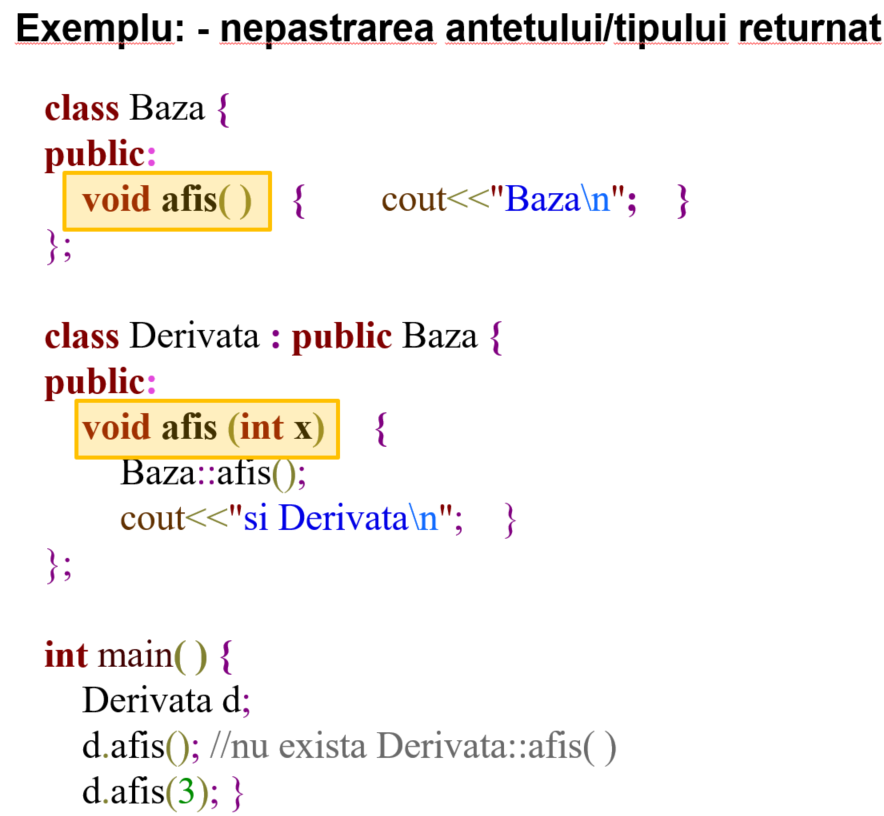 Exemplu: - nepastrarea antetului/tipului returnat
class Baza {
public:
void afis( ) { cout<<"Baza\n"; }
};
class Derivata : public Baza {
public:
void afis (int x) {
Baza::afis();
cout<<"si Derivata\n"; }
};
int main( ) {
Derivata d;
d.afis(); //nu exista Derivata::afis( )
d.afis(3); }